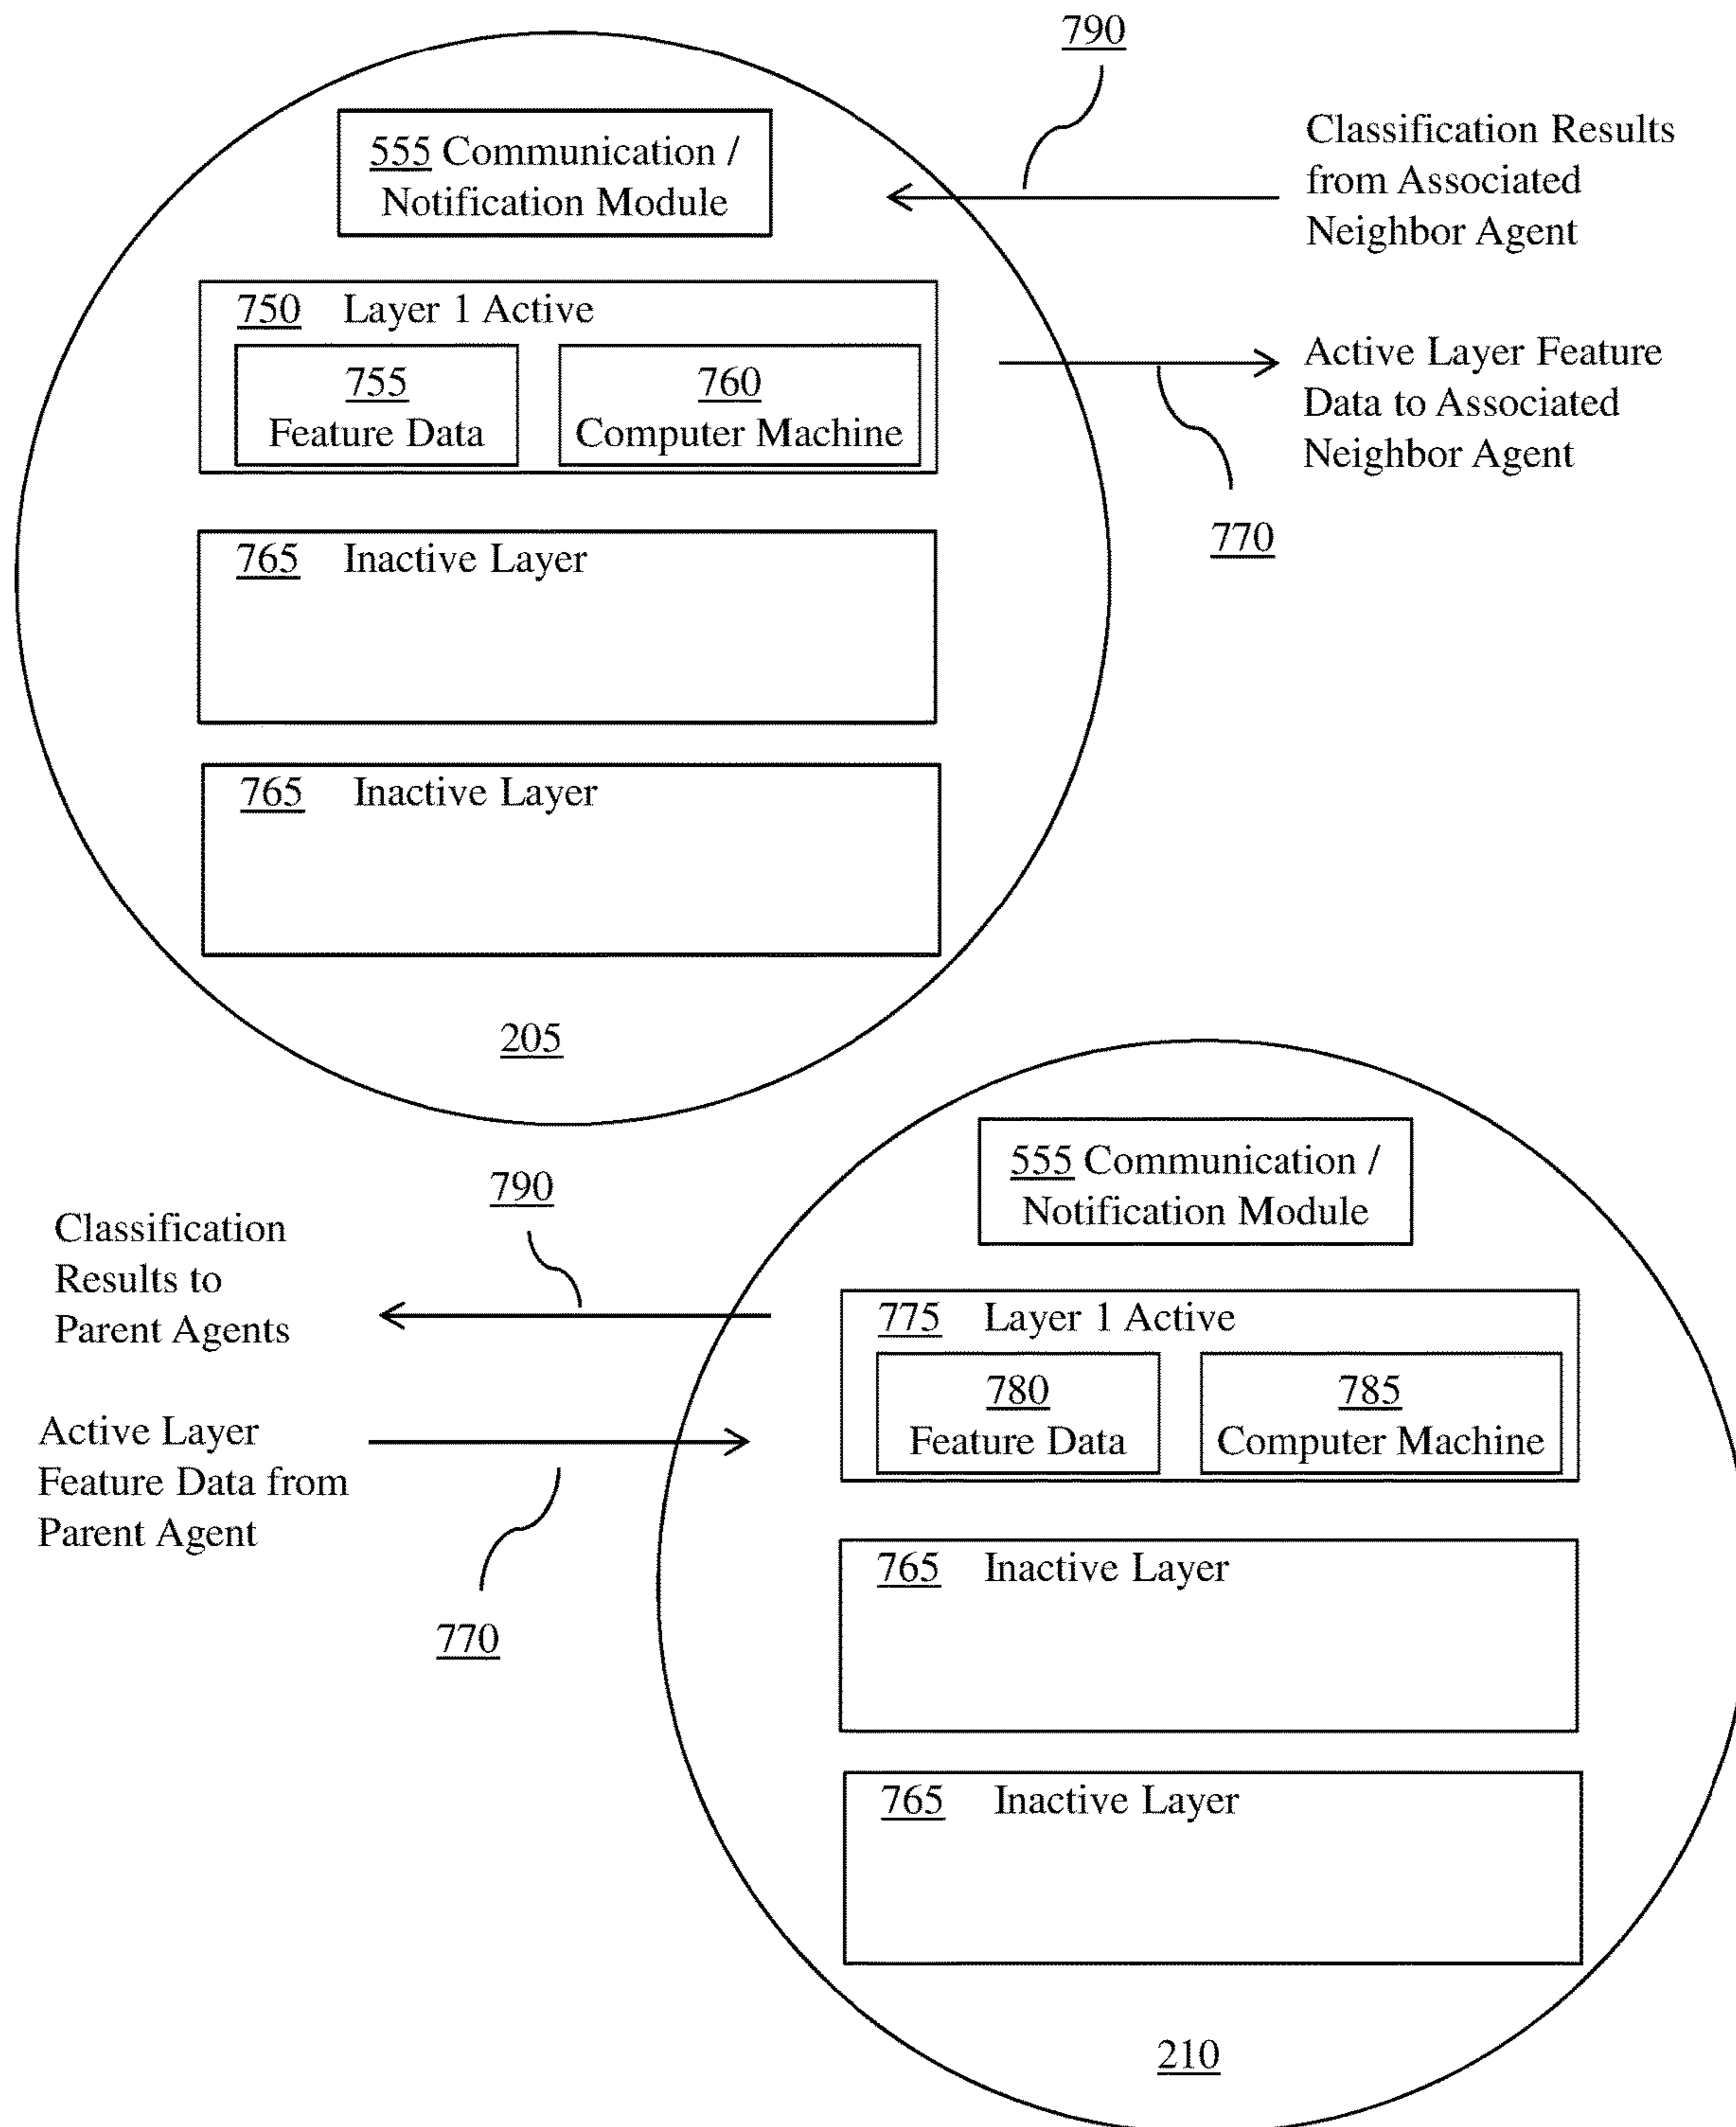 790
555 Communication /
Notification Module
Classification Results
from Associated
Neighbor Agent
750 Layer 1 Active
755
Feature Data
760
Computer Machine
Active Layer Feature
Data to Associated
Neighbor Agent
770
765 Inactive Layer
765 Inactive Layer
205
555 Communication /
Notification Module
790
Classification
Results to
Parent Agents
775 Layer 1 Active
780
Feature Data
785
Computer Machine
Active Layer
Feature Data from
Parent Agent
770
765 Inactive Layer
765 Inactive Layer
210